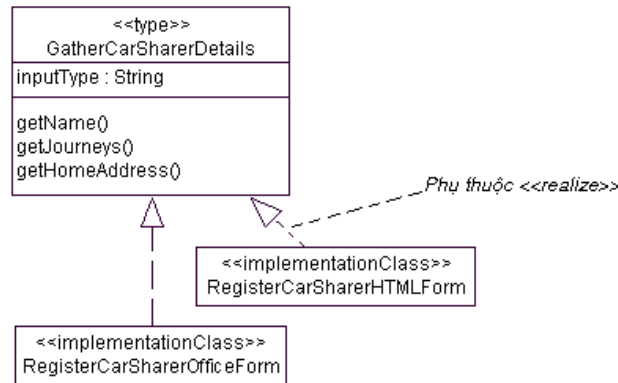 <<type>>
GatherCarSharerDetails
inputType : String
getName()
getJourneys()
getHomeAddress()
Phụ thuộc <<realize>>
<<implementationClass>>
RegisterCarSharerHTMLForm
<<implementationClass>>
RegisterCarSharerOfficeForm